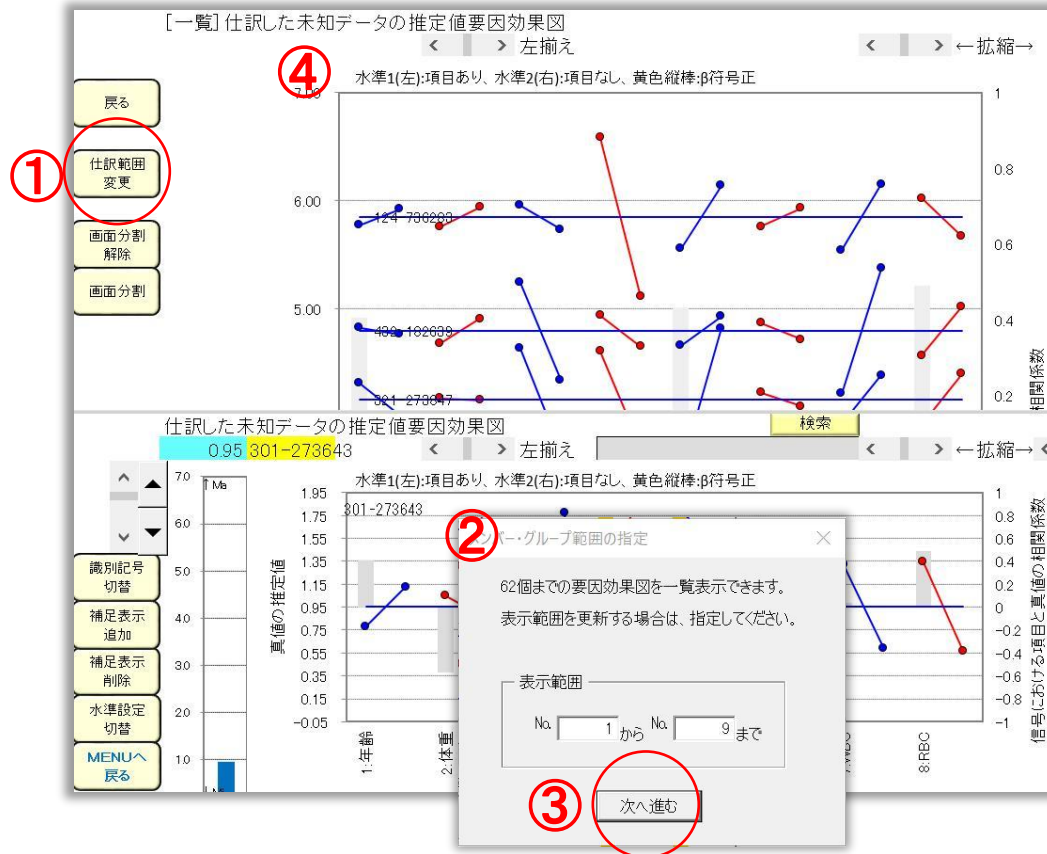 [一覧]仕訳した未知データの推定値要因効果図
左揃え
←拡縮→
④
水準1(左):項目あり、水準2(右):項目なし、黄色縦棒:β符号正
戻る
①
仕訳範囲
変更
画面分割
解除
画面分割
7.00
6.00
5.00
124-736283
432-182639
321-273847
1
0.8
0.6
0.4
0.2
相関係数
仕訳した未知データの推定値要因効果図
検索
0.95 301-273643
左揃え
←拡縮→
水準1(左):項目あり、水準2(右):項目なし、黄色縦棒:β符号正
301-273643
識別記号
切替
補足表示
追加
補足表示
削除
水準設定
切替
MENUへ
戻る
7.0
6.0
5.0
4.0
3.0
2.0
1.0
↑Ma
真値の推定値
1.95
1.75
1.55
1.35
1.15
0.95
0.75
0.55
0.35
0.15
-0.05
1:年齢
2:体重
8:RBC
1
0.8
0.6
0.4
0.2
0
-0.2
-0.4
-0.6
-0.8
-1
信号における項目と真値の相関係数
②
バー・グループ範囲の指定
62個までの要因効果図を一覧表示できます。
表示範囲を更新する場合は、指定してください。
表示範囲
No. 1 から No. 9 まで
③
次へ進む